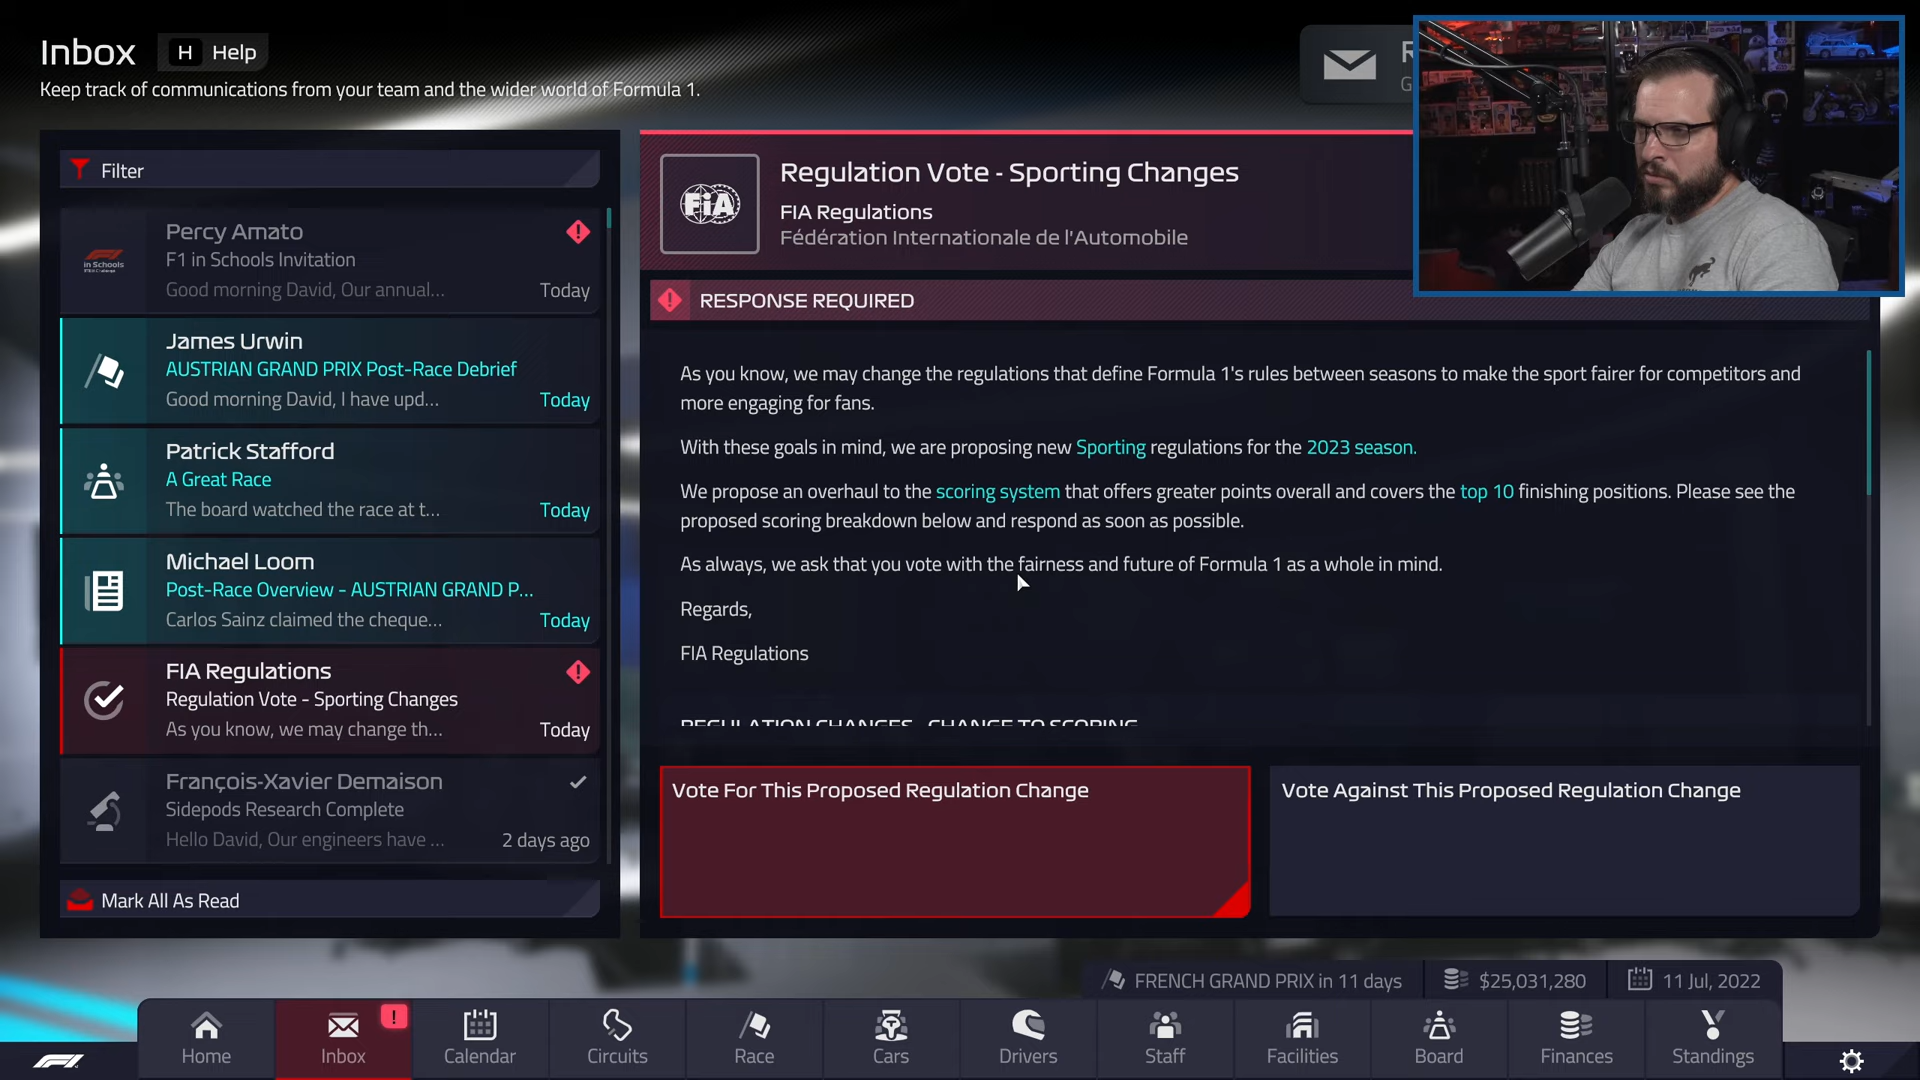 Inbox
H Help
Keep track of communications from your team and the wider world of Formula 1.
Filter
Percy Amato
F1 in Schools Invitation
Good morning David, Our annual...
Today
in Schools
James Urwin
AUSTRIAN GRAND PRIX Post-Race Debrief
Good morning David, I have upd...
Today
Patrick Stafford
A Great Race
The board watched the race at t...
Today
Michael Loom
Post-Race Overview - AUSTRIAN GRAND P...
Carlos Sainz claimed the cheque...
Today
FIA Regulations
Regulation Vote - Sporting Changes
As you know, we may change th...
Today
François-Xavier Demaison
Sidepods Research Complete
Hello David, Our engineers have ...
2 days ago
Mark All As Read
FiA
Regulation Vote - Sporting Changes
FIA Regulations
Fédération Internationale de l'Automobile
RESPONSE REQUIRED
As you know, we may change the regulations that define Formula 1's rules between seasons to make the sport fairer for competitors and
more engaging for fans.
With these goals in mind, we are proposing new Sporting regulations for the 2023 season.
We propose an overhaul to the scoring system that offers greater points overall and covers the top 10 finishing positions. Please see the
proposed scoring breakdown below and respond as soon as possible.
As always, we ask that you vote with the fairness and future of Formula 1 as a whole in mind.
Regards,
FIA Regulations
REGULATION CHANGES - CHANGE TO SCORING
Vote For This Proposed Regulation Change
Vote Against This Proposed Regulation Change
FRENCH GRAND PRIX in 11 days
$25,031,280
11 Jul, 2022
Home
Inbox
!
Calendar
Circuits
Race
Cars
Drivers
Staff
Facilities
Board
Finances
Standings